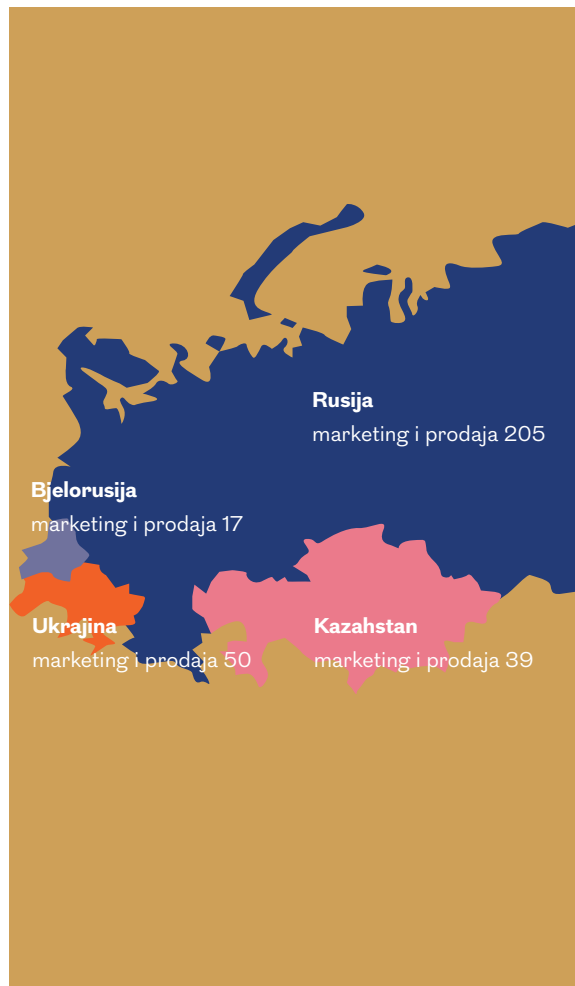 Rusija
marketing i prodaja 205
Bjelorusija
marketing i prodaja 17
Ukrajina
marketing i prodaja 50
Kazahstan
marketing i prodaja 39